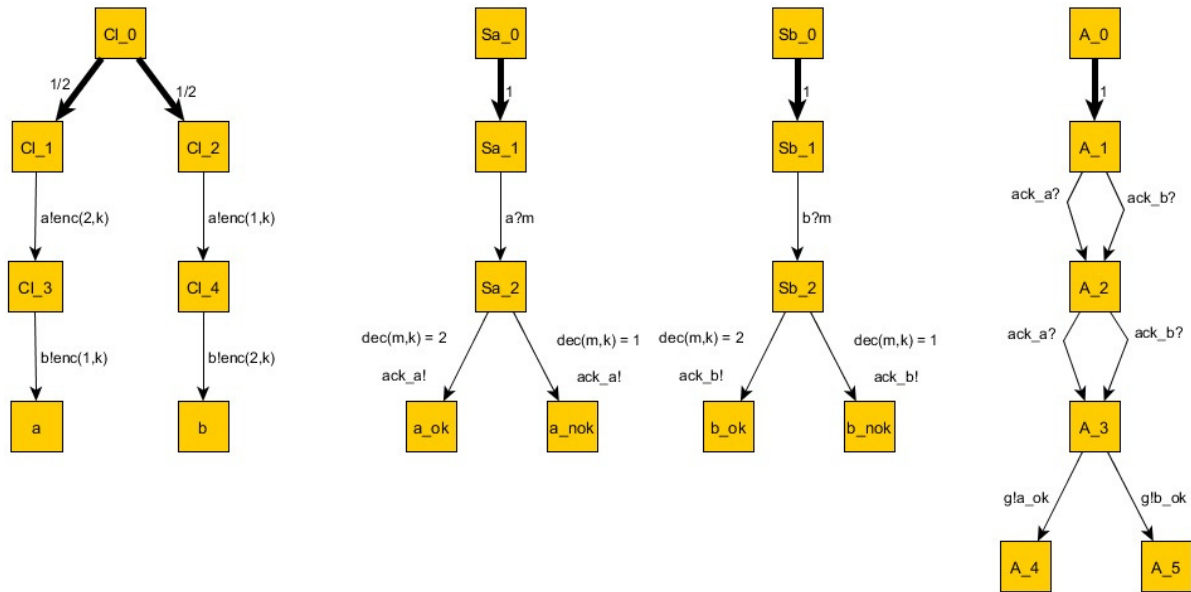 Cl_0
1/2
1/2
Cl_1
Cl_2
a!enc(2,k)
a!enc(1,k)
Cl_3
Cl_4
b!enc(1,k)
b!enc(2,k)
a
b
Sa_0
1
Sa_1
a?m
Sa_2
dec(m,k) = 2
dec(m,k) = 1
ack_a!
ack_a!
a_ok
a_nok
Sb_0
1
Sb_1
b?m
Sb_2
dec(m,k) = 2
dec(m,k) = 1
ack_b!
ack_b!
b_ok
b_nok
A_0
1
A_1
ack_a?
ack_b?
A_2
ack_a?
ack_b?
A_3
g!a_ok
g!b_ok
A_4
A_5